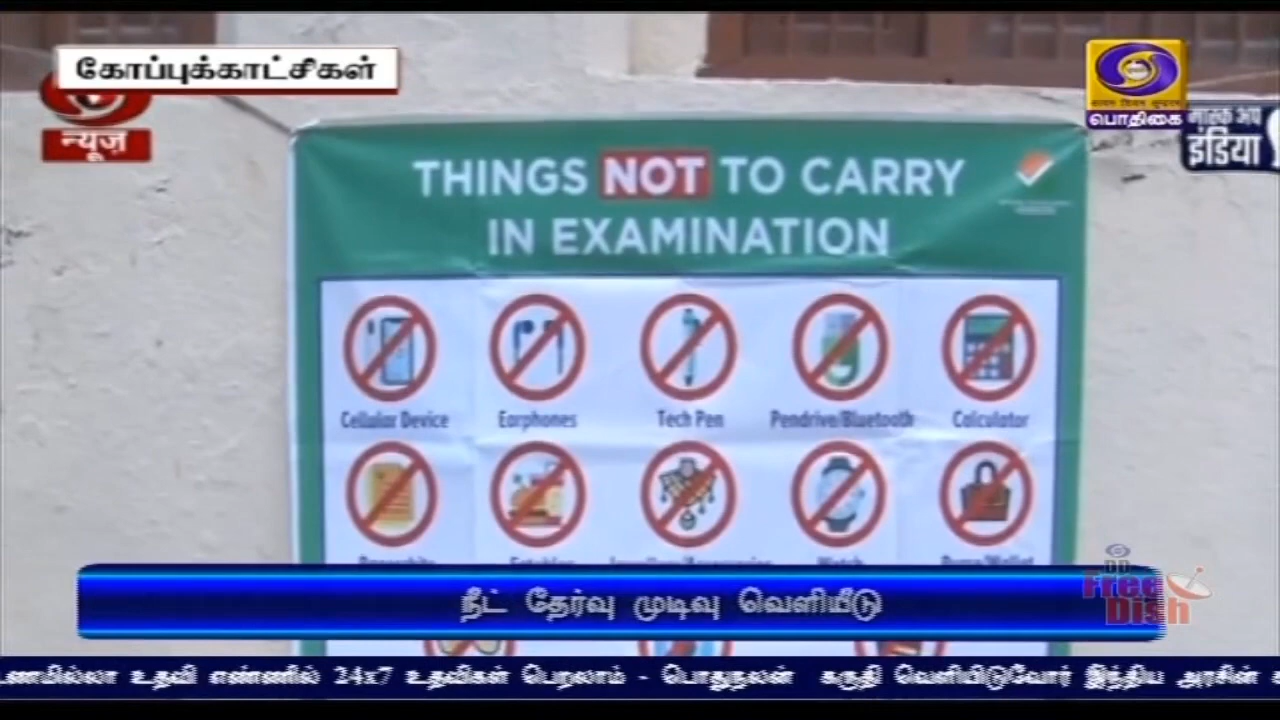 கோப்புக்காட்சிகள்
न्यूज़
பொதிகை
मास्क अप
इंडिया
THINGS NOT TO CARRY
IN EXAMINATION
Cellular Device Earphones Tech Pen Pendrive/Bluetooth Calculator
நீட் தேர்வு முடிவு வெளியீடு
DD
Free
Dish
உதவி எண்ணில் 24x7 உதவிகள் பெறலாம் - பொதுநலன் கருதி வெளியிடுவோர் இந்திய அரசின்